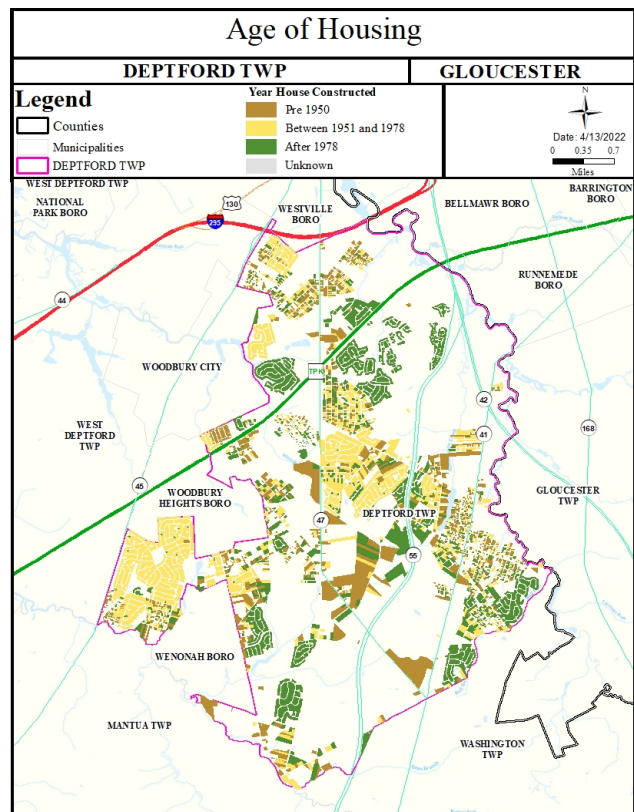 Age of Housing
DEPTFORD TWP
GLOUCESTER
Legend
Counties
Municipalities
DEPTFORD TWP
Year House Constructed
Pre 1950
Between 1951 and 1978
After 1978
Unknown
N
Date: 4/13/2022
0 0.35 0.7
Miles
WEST DEPTFORD TWP
NATIONAL
PARK BORO
130
295
WESTVILLE
BORO
BELLMAWR BORO
BARRINGTON
BORO
RUNNEMEDE
BORO
44
WOODBURY CITY
TPK
42
41
168
WEST
DEPTFORD
TWP
45
WOODBURY
HEIGHTS BORO
47
DEPTFORD TWP
GLOUCESTER
TWP
55
WENONAH BORO
MANTUA TWP
WASHINGTON
TWP